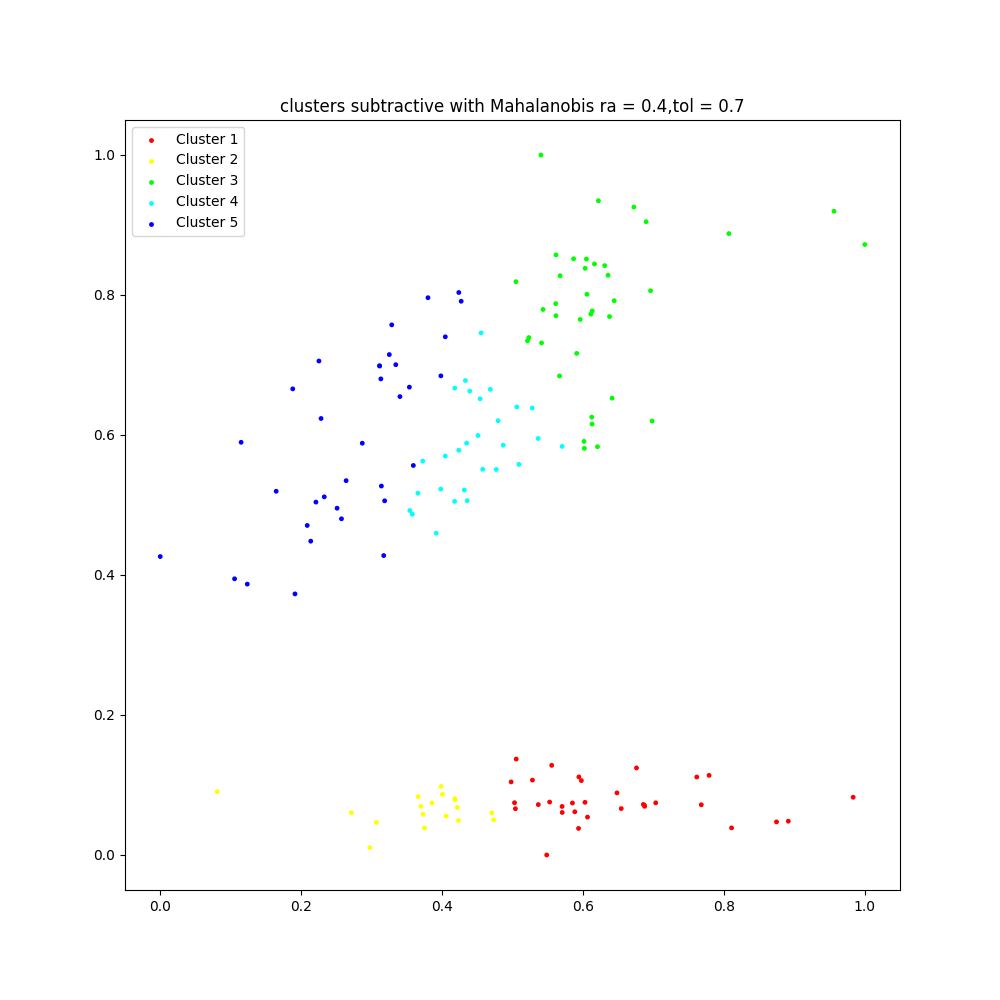 clusters subtractive with Mahalanobis ra = 0.4,tol = 0.7
Cluster 1
Cluster 2
Cluster 3
Cluster 4
Cluster 5
1.0
0.8
0.6
0.4
0.2
0.0
0.0 0.2 0.4 0.6 0.8 1.0